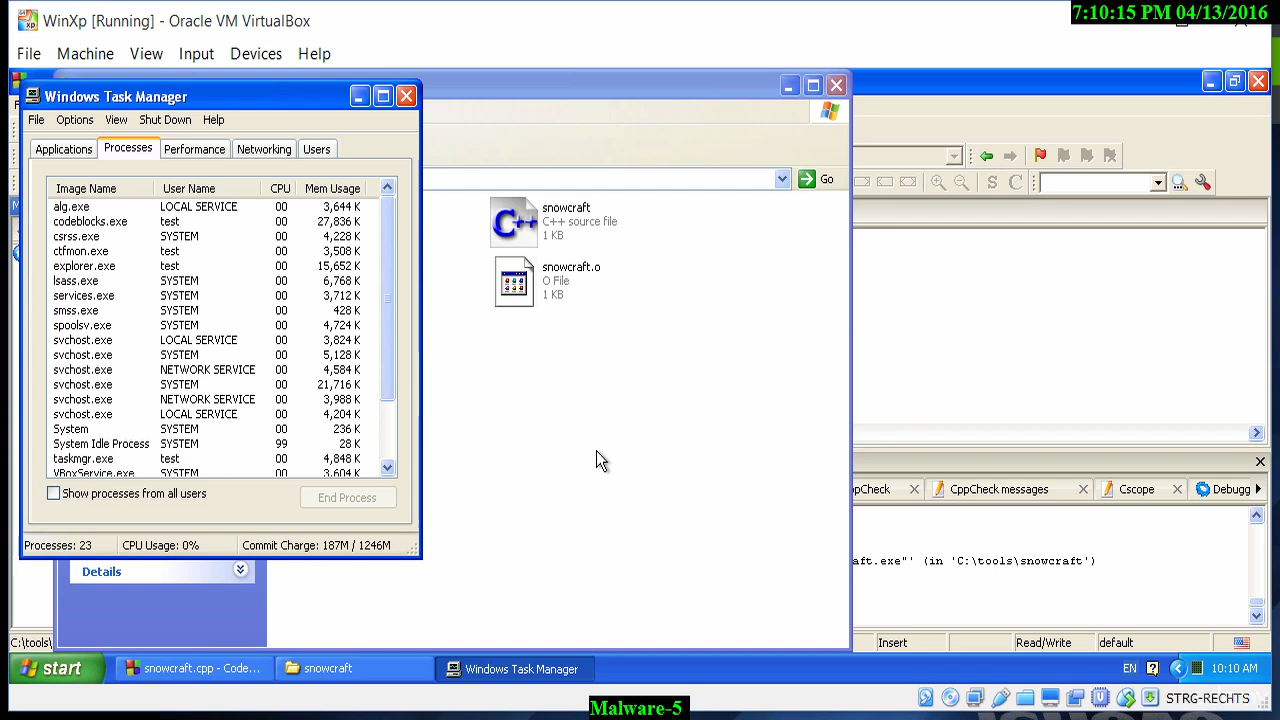 WinXp [Running] - Oracle VM VirtualBox
7:10:15 PM 04/13/2016
File Machine View Input Devices Help
Windows Task Manager
File Options View Shut Down Help
Applications Processes Performance Networking Users
Image Na... User Name CPU Mem Usage
alg.exe LOCAL SERVICE 00 3,644 K
codeblocks.exe test 00 27,836 K
csrss.exe SYSTEM 00 4,228 K
ctfmon.exe test 00 3,508 K
explorer.exe test 00 15,652 K
lsass.exe SYSTEM 00 6,768 K
services.exe SYSTEM 00 3,712 K
smss.exe SYSTEM 00 428 K
spoolsv.exe SYSTEM 00 4,724 K
svchost.exe LOCAL SERVICE 00 3,824 K
svchost.exe SYSTEM 00 5,128 K
svchost.exe NETWORK SERVICE 00 4,584 K
svchost.exe SYSTEM 00 21,716 K
svchost.exe NETWORK SERVICE 00 3,988 K
svchost.exe LOCAL SERVICE 00 4,204 K
System SYSTEM 00 236 K
System Idle Process SYSTEM 99 28 K
taskmgr.exe test 00 4,848 K
VBoxService.exe SYSTEM 00 3,604 K
Show processes from all users
End Process
Processes: 23 CPU Usage: 0% Commit Charge: 187M / 1246M
Go
snowcraft
C++ source file
1 KB
snowcraft.o
O File
1 KB
Details
S C
ppCheck CppCheck messages Cscope Debugg
aft.exe"' (in 'C:\tools\snowcraft')
C:\tools\ Insert Read/Write default
start snowcraft.cpp - Code... snowcraft Windows Task Manager EN 10:10 AM
STRG-RECHTS
Malware-5